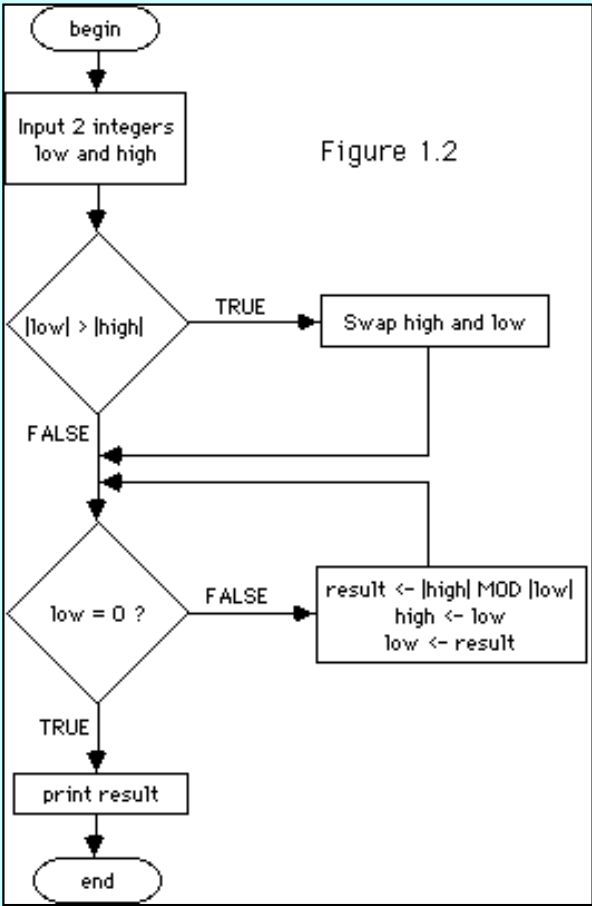 begin
Input 2 integers
low and high
Figure 1.2
|low| > |high|
TRUE
Swap high and low
FALSE
low = 0 ?
FALSE
result <- |high| MOD |low|
high <- low
low <- result
TRUE
print result
end